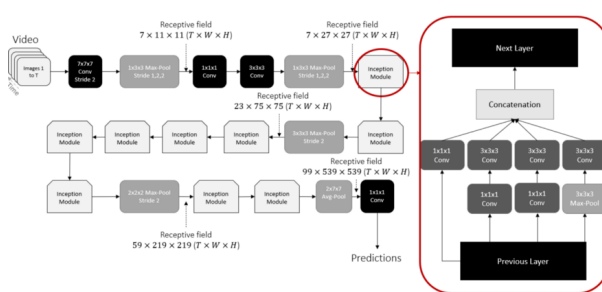 Video
Images 1
to T
Time
7x7x7
Conv
Stride 2
1x3x3 Max-Pool
Stride 1,2,2
Receptive field
7 × 11 × 11 (T × W × H)
1x1x1
Conv
3x3x3
Conv
1x3x3 Max-Pool
Stride 1,2,2
Receptive field
7 × 27 × 27 (T × W × H)
Inception
Module
Inception
Module
3x3x3 Max-Pool
Stride 2
Receptive field
23 × 75 × 75 (T × W × H)
Inception
Module
Inception
Module
Inception
Module
Inception
Module
Inception
Module
Inception
Module
2x2x2 Max-Pool
Stride 2
Receptive field
59 × 219 × 219 (T × W × H)
Inception
Module
Inception
Module
2x7x7
Avg-Pool
Receptive field
99 × 539 × 539 (T × W × H)
1x1x1
Conv
Predictions
Next Layer
Concatenation
1x1x1
Conv
3x3x3
Conv
3x3x3
Conv
3x3x3
Conv
1x1x1
Conv
1x1x1
Conv
3x3x3
Max-Pool
Previous Layer